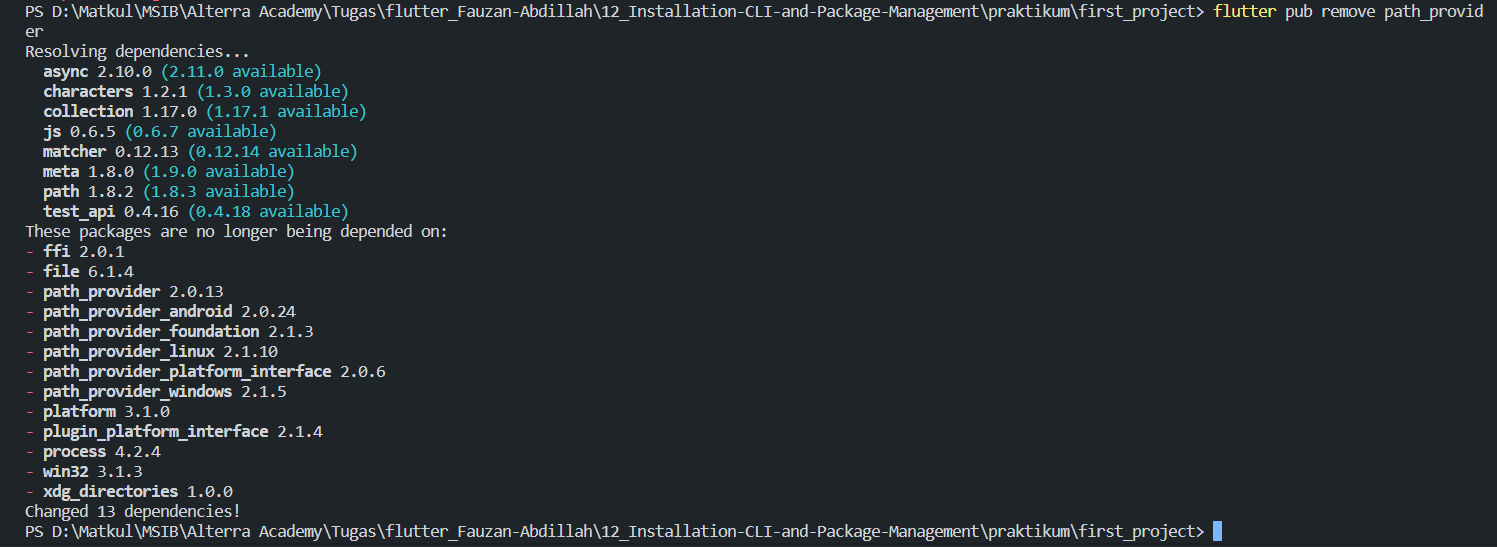 PS D:\Matkul\MSIB\Alterra Academy\Tugas\flutter_Fauzan-Abdillah\12_Installation-CLI-and-Package-Management\praktikum\first_project> flutter pub remove path_provid
er
Resolving dependencies...
  async 2.10.0 (2.11.0 available)
  characters 1.2.1 (1.3.0 available)
  collection 1.17.0 (1.17.1 available)
  js 0.6.5 (0.6.7 available)
  matcher 0.12.13 (0.12.14 available)
  meta 1.8.0 (1.9.0 available)
  path 1.8.2 (1.8.3 available)
  test_api 0.4.16 (0.4.18 available)
These packages are no longer being depended on:
- ffi 2.0.1
- file 6.1.4
- path_provider 2.0.13
- path_provider_android 2.0.24
- path_provider_foundation 2.1.3
- path_provider_linux 2.1.10
- path_provider_platform_interface 2.0.6
- path_provider_windows 2.1.5
- platform 3.1.0
- plugin_platform_interface 2.1.4
- process 4.2.4
- win32 3.1.3
- xdg_directories 1.0.0
Changed 13 dependencies!
PS D:\Matkul\MSIB\Alterra Academy\Tugas\flutter_Fauzan-Abdillah\12_Installation-CLI-and-Package-Management\praktikum\first_project>